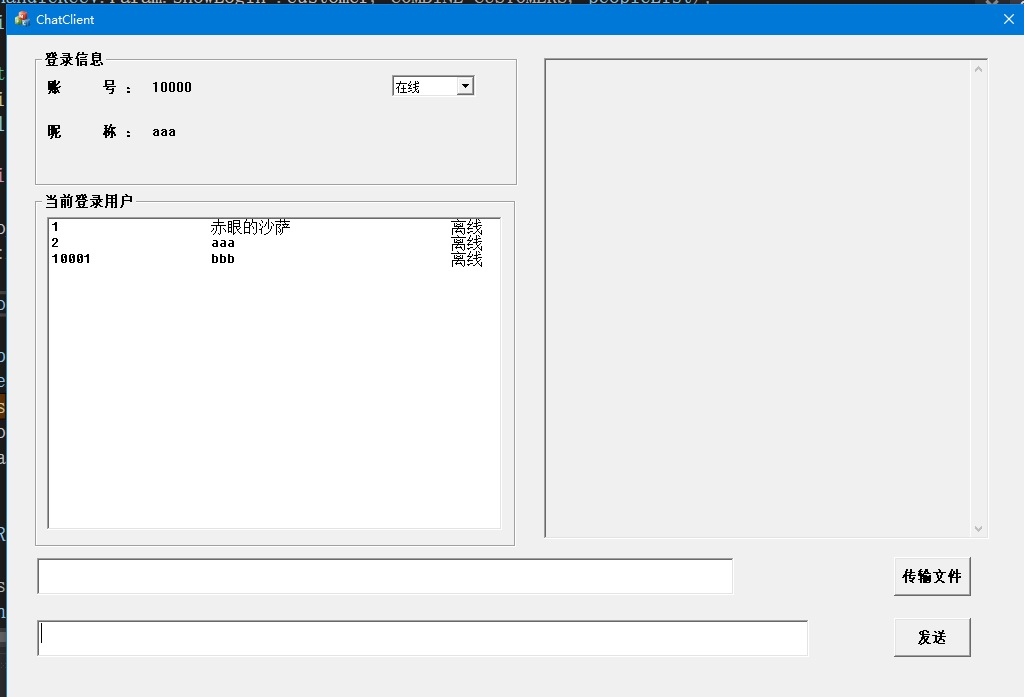 ChatClient
登录信息
账 号： 10000
在线
昵 称： aaa
当前登录用户
1 赤眼的沙萨 离线
2 aaa 离线
10001 bbb 离线
传输文件
发送